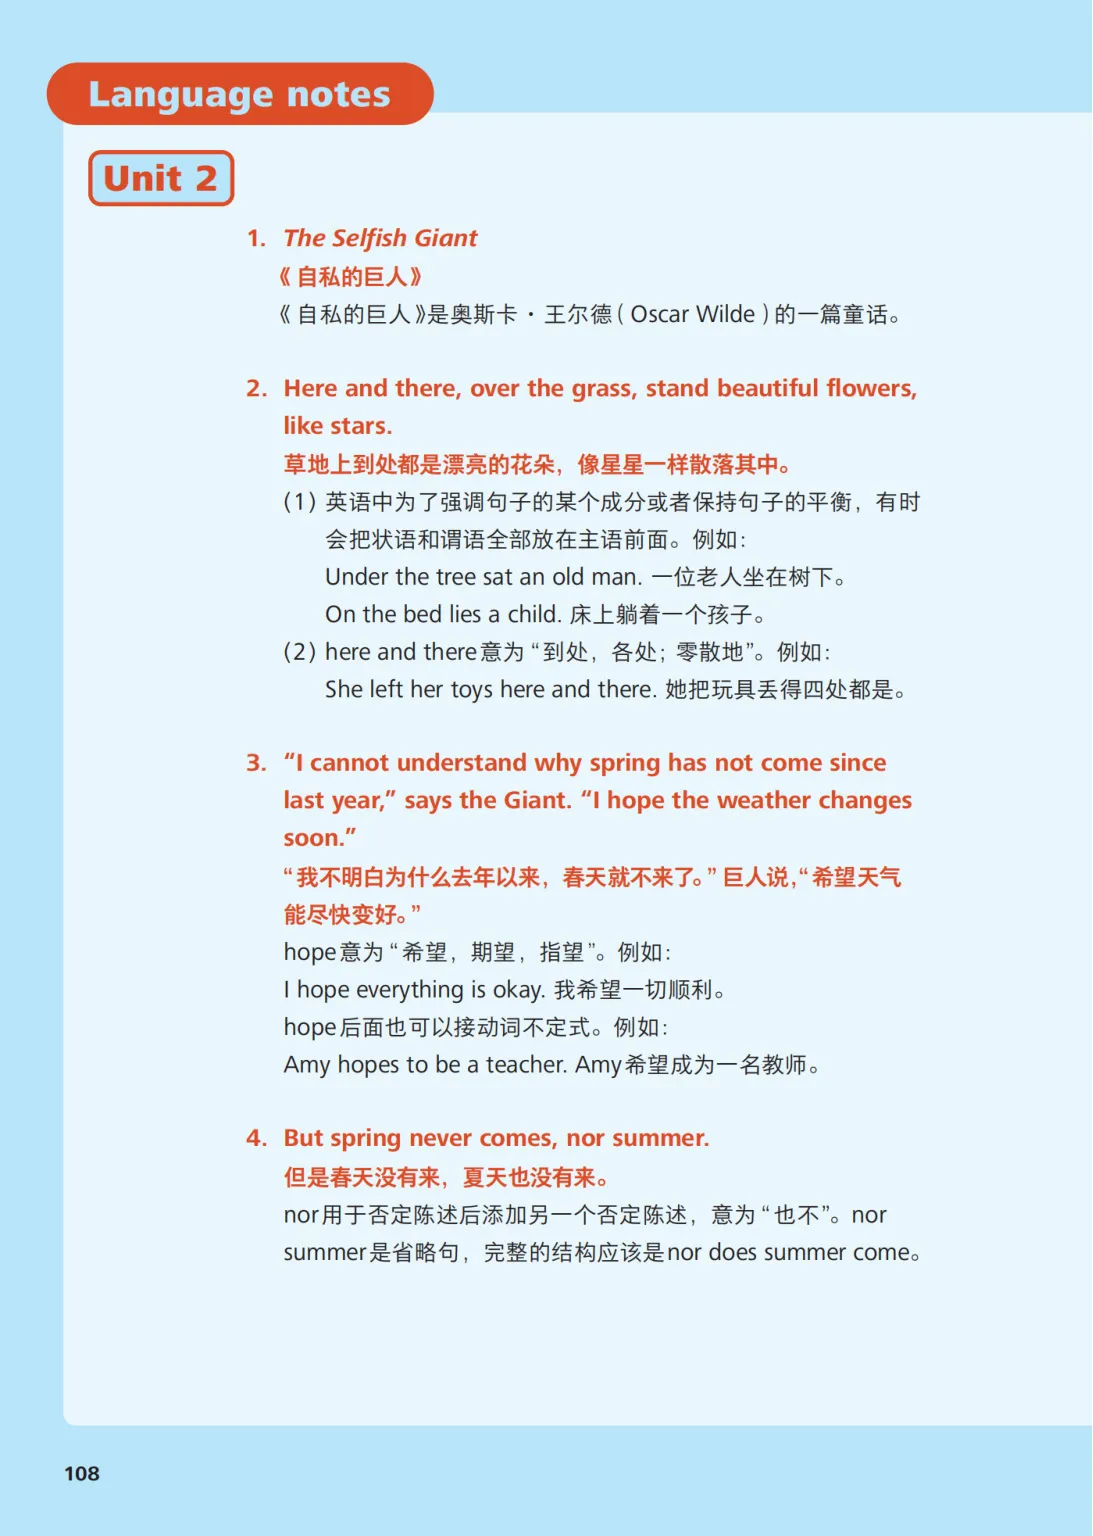 Language notes
Unit 2
1. The Selfish Giant
《自私的巨人》
《自私的巨人》是奥斯卡·王尔德(Oscar Wilde)的一篇童话。
2. Here and there, over the grass, stand beautiful flowers,
like stars.
草地上到处都是漂亮的花朵，像星星一样散落其中。
(1) 英语中为了强调句子的某个成分或者保持句子的平衡，有时
会把状语和谓语全部放在主语前面。例如：
Under the tree sat an old man. 一位老人坐在树下。
On the bed lies a child. 床上躺着一个孩子。
(2) here and there意为“到处，各处；零散地”。例如：
She left her toys here and there. 她把玩具丢得四处都是。
3. “I cannot understand why spring has not come since
last year,” says the Giant. “I hope the weather changes
soon.”
“我不明白为什么去年以来，春天就不来了。”巨人说，“希望天气
能尽快变好。”
hope意为“希望，期望，指望”。例如：
I hope everything is okay. 我希望一切顺利。
hope后面也可以接动词不定式。例如：
Amy hopes to be a teacher. Amy希望成为一名教师。
4. But spring never comes, nor summer.
但是春天没有来，夏天也没有来。
nor用于否定陈述后添加另一个否定陈述，意为“也不”。nor
summer是省略句，完整的结构应该是nor does summer come。
108